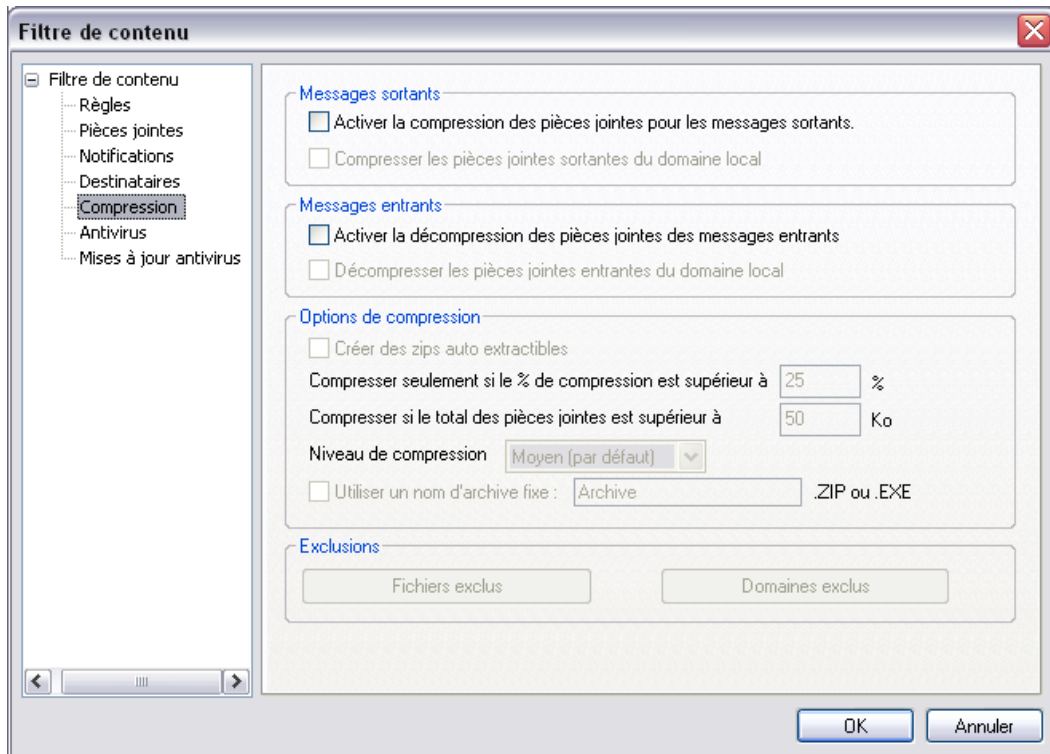 Filtre de contenu
Filtre de contenu
Règles
Pièces jointes
Notifications
Destinataires
Compression
Antivirus
Mises à jour antivirus
Messages sortants
Activer la compression des pièces jointes pour les messages sortants.
Compresser les pièces jointes sortantes du domaine local
Messages entrants
Activer la décompression des pièces jointes des messages entrants
Décompresser les pièces jointes entrantes du domaine local
Options de compression
Créer des zips auto extractibles
Compresser seulement si le % de compression est supérieur à 25 %
Compresser si le total des pièces jointes est supérieur à 50 Ko
Niveau de compression Moyen (par défaut)
Utiliser un nom d'archive fixe : Archive .ZIP ou .EXE
Exclusions
Fichiers exclus Domaines exclus
OK Annuler